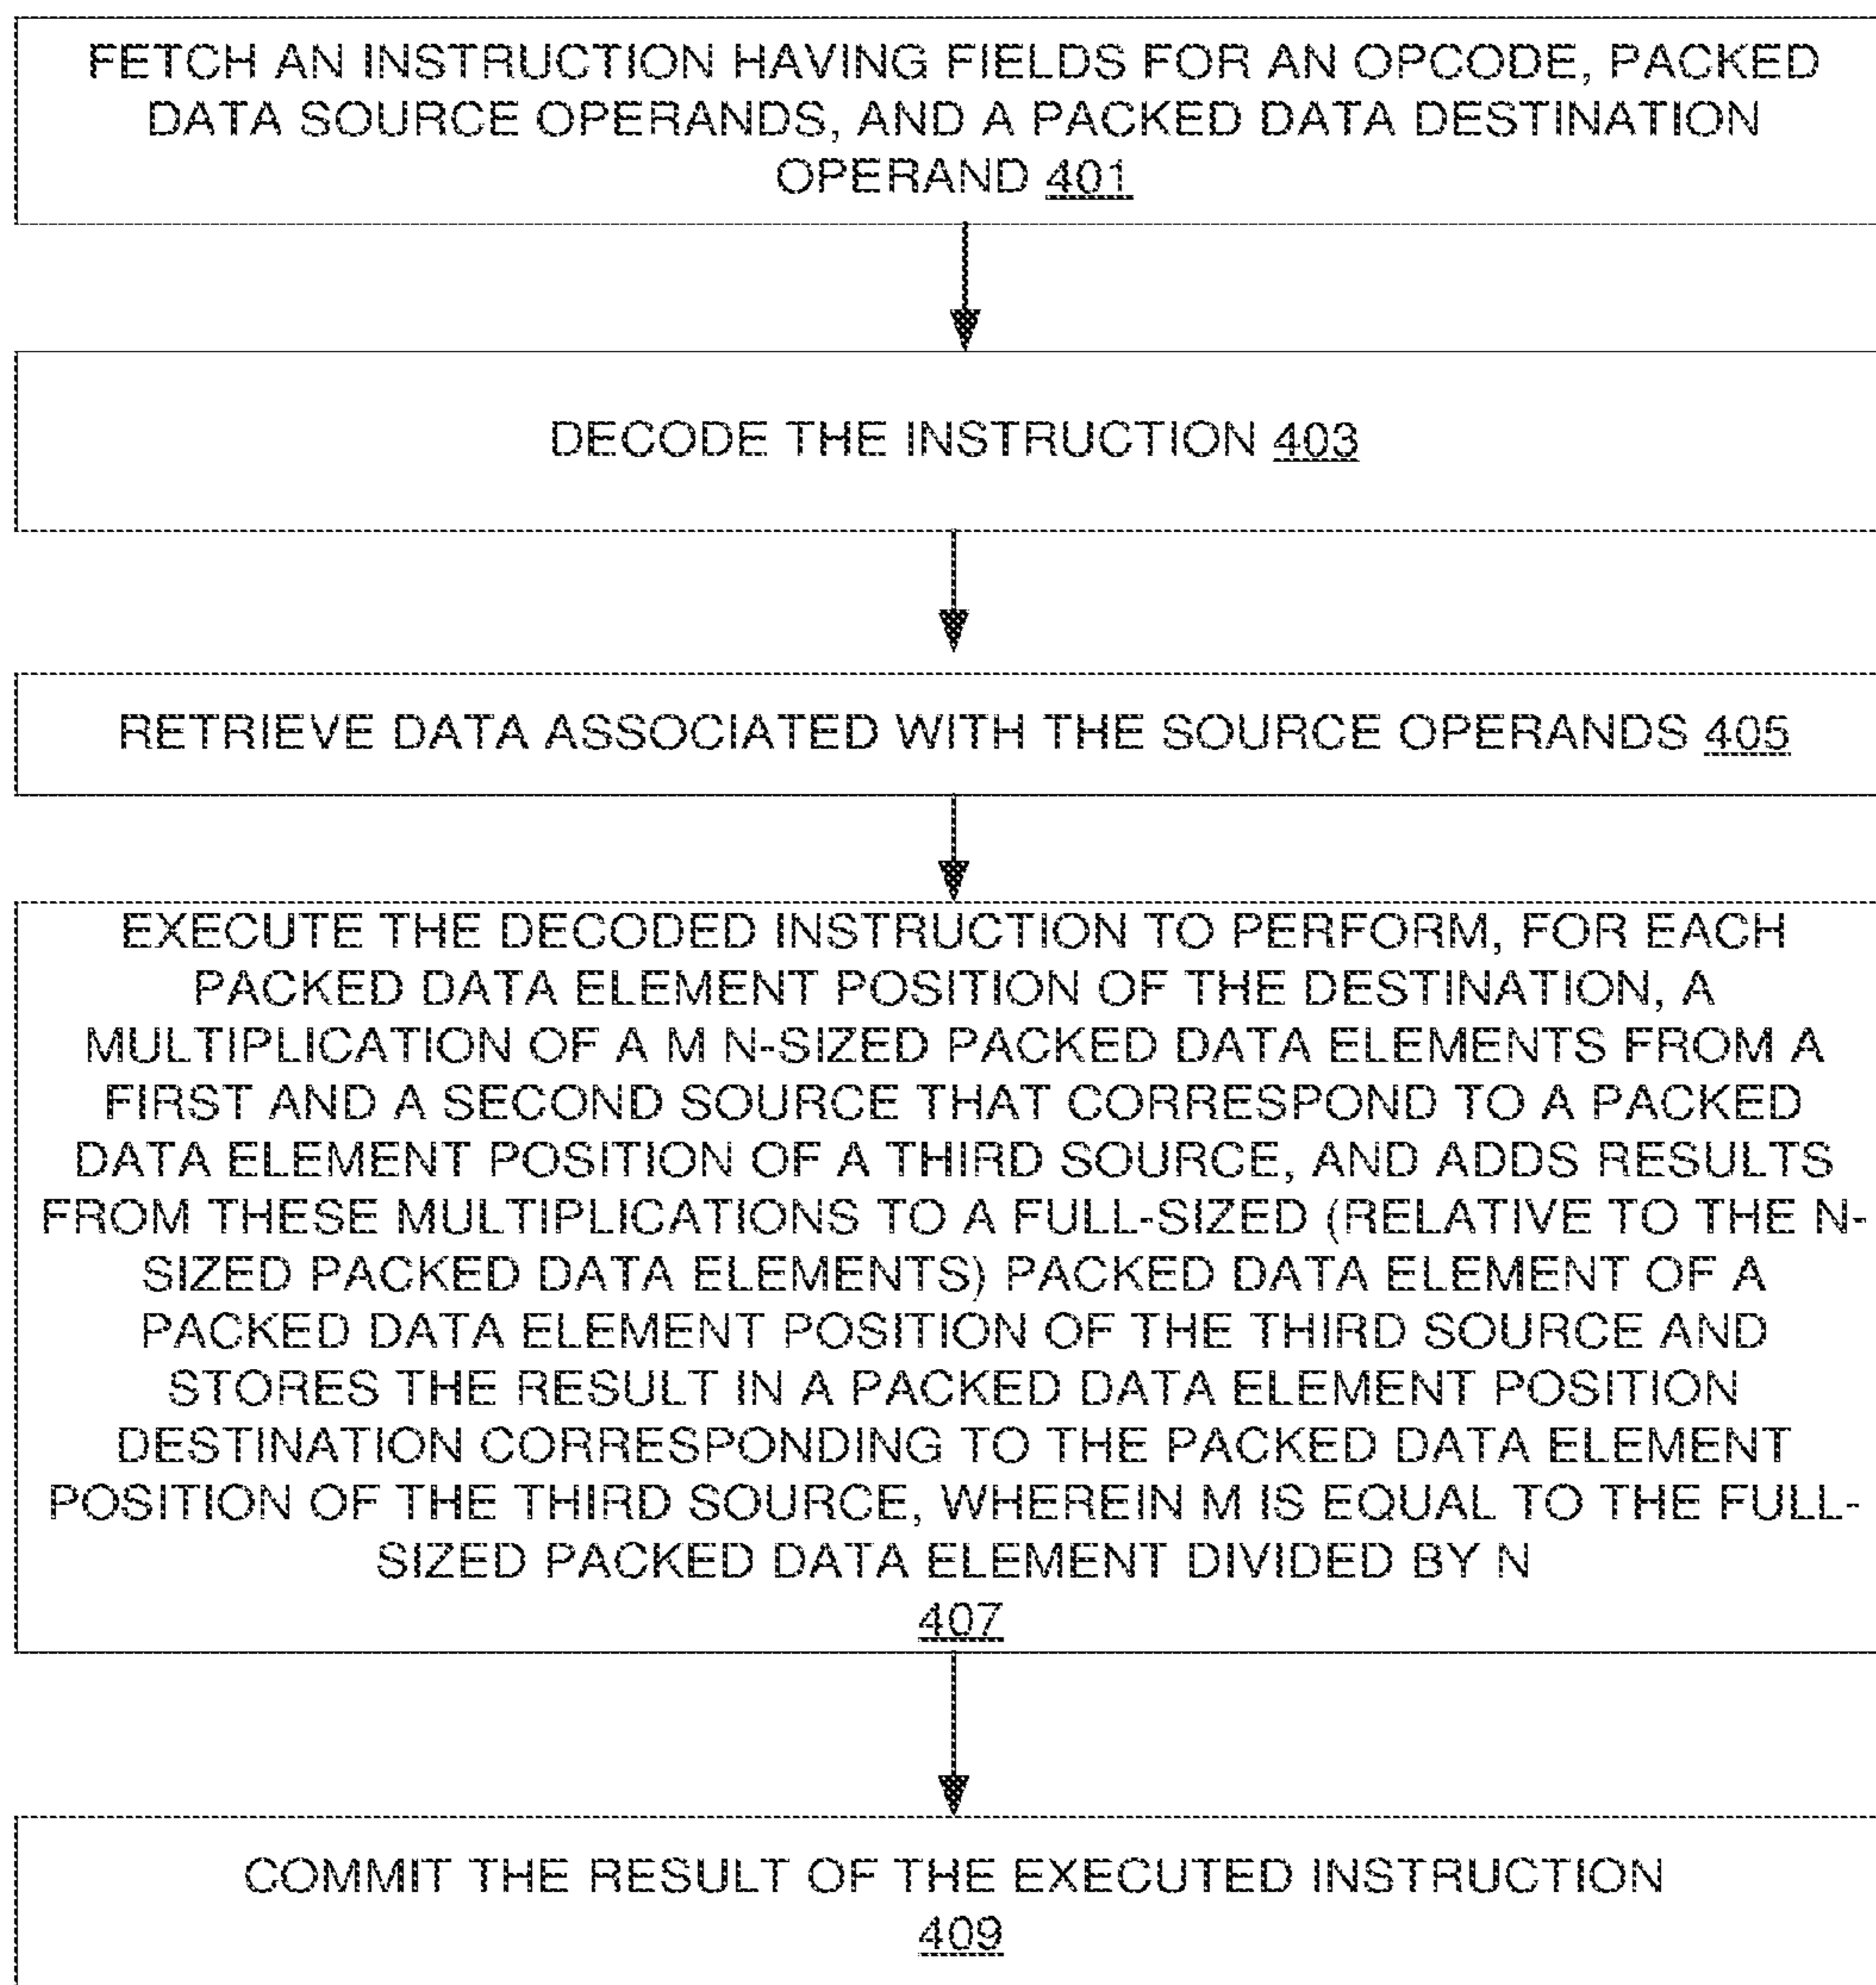 FETCH AN INSTRUCTION HAVING FIELDS FOR AN OPCODE, PACKED
DATA SOURCE OPERANDS, AND A PACKED DATA DESTINATION
OPERAND 401
DECODE THE INSTRUCTION 403
RETRIEVE DATA ASSOCIATED WITH THE SOURCE OPERANDS 405
EXECUTE THE DECODED INSTRUCTION TO PERFORM, FOR EACH
PACKED DATA ELEMENT POSITION OF THE DESTINATION, A
MULTIPLICATION OF A M N-SIZED PACKED DATA ELEMENTS FROM A
FIRST AND A SECOND SOURCE THAT CORRESPOND TO A PACKED
DATA ELEMENT POSITION OF A THIRD SOURCE, AND ADDS RESULTS
FROM THESE MULTIPLICATIONS TO A FULL-SIZED (RELATIVE TO THE N-
SIZED PACKED DATA ELEMENTS) PACKED DATA ELEMENT OF A
PACKED DATA ELEMENT POSITION OF THE THIRD SOURCE AND
STORES THE RESULT IN A PACKED DATA ELEMENT POSITION
DESTINATION CORRESPONDING TO THE PACKED DATA ELEMENT
POSITION OF THE THIRD SOURCE, WHEREIN M IS EQUAL TO THE FULL-
SIZED PACKED DATA ELEMENT DIVIDED BY N
407
COMMIT THE RESULT OF THE EXECUTED INSTRUCTION
409